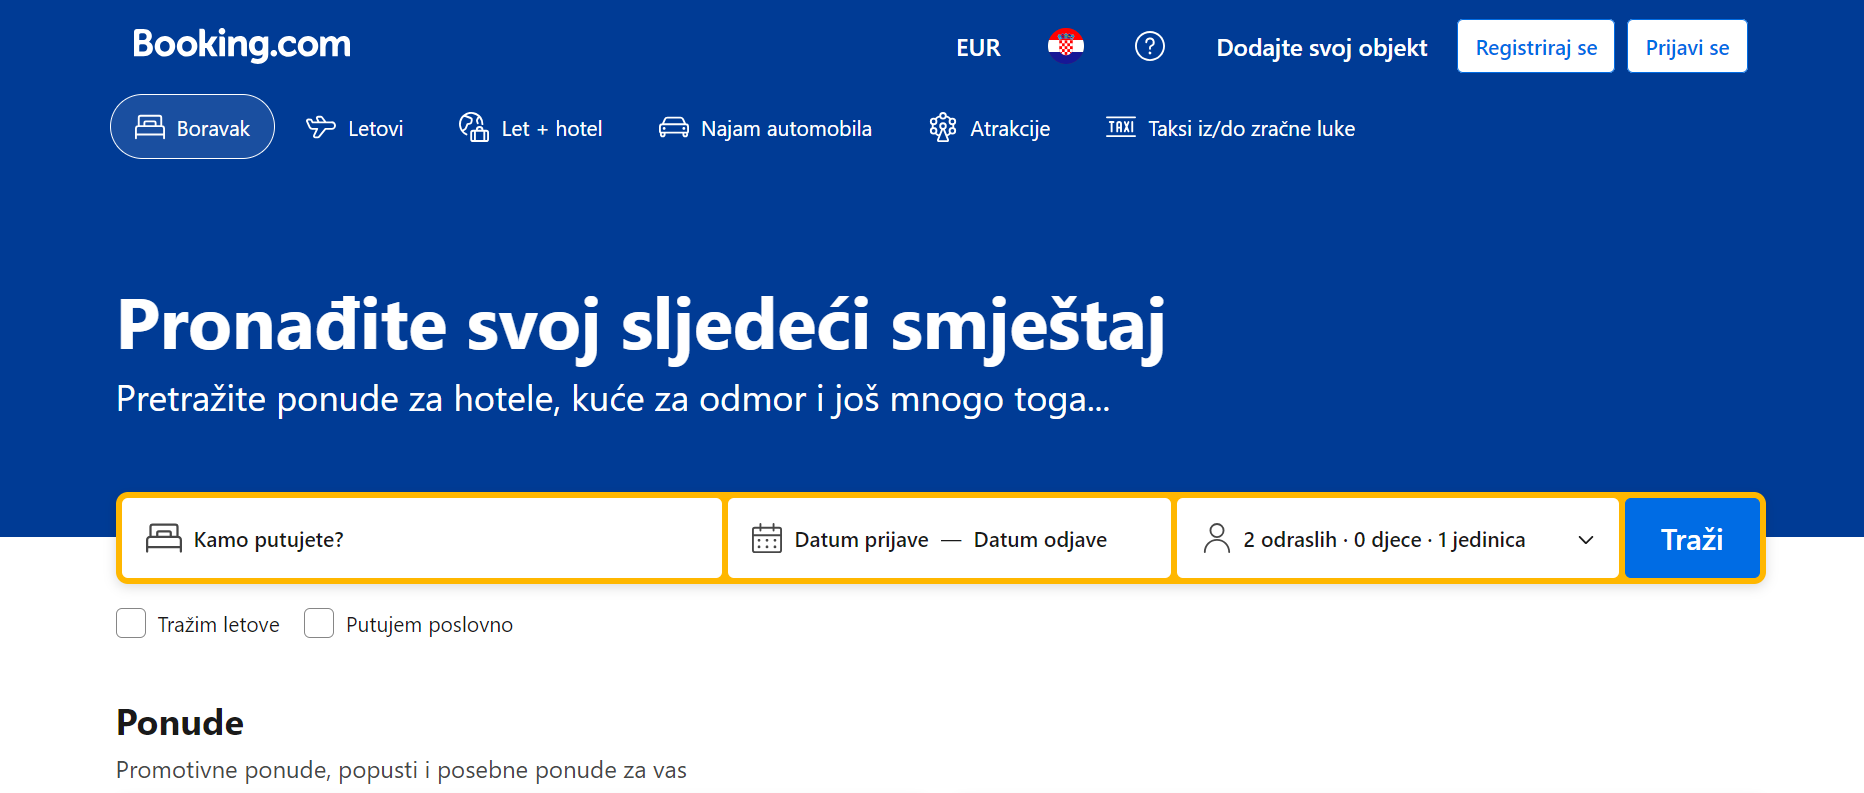 Booking.com
EUR
Dodajte svoj objekt
Registriraj se
Prijavi se
Boravak
Letovi
Let + hotel
Najam automobila
Atrakcije
TAXI
Taksi iz/do zračne luke
Pronađite svoj sljedeći smještaj
Pretražite ponude za hotele, kuće za odmor i još mnogo toga...
Kamo putujete?
Datum prijave — Datum odjave
2 odraslih · 0 djece · 1 jedinica
Traži
Tražim letove
Putujem poslovno
Ponude
Promotivne ponude, popusti i posebne ponude za vas